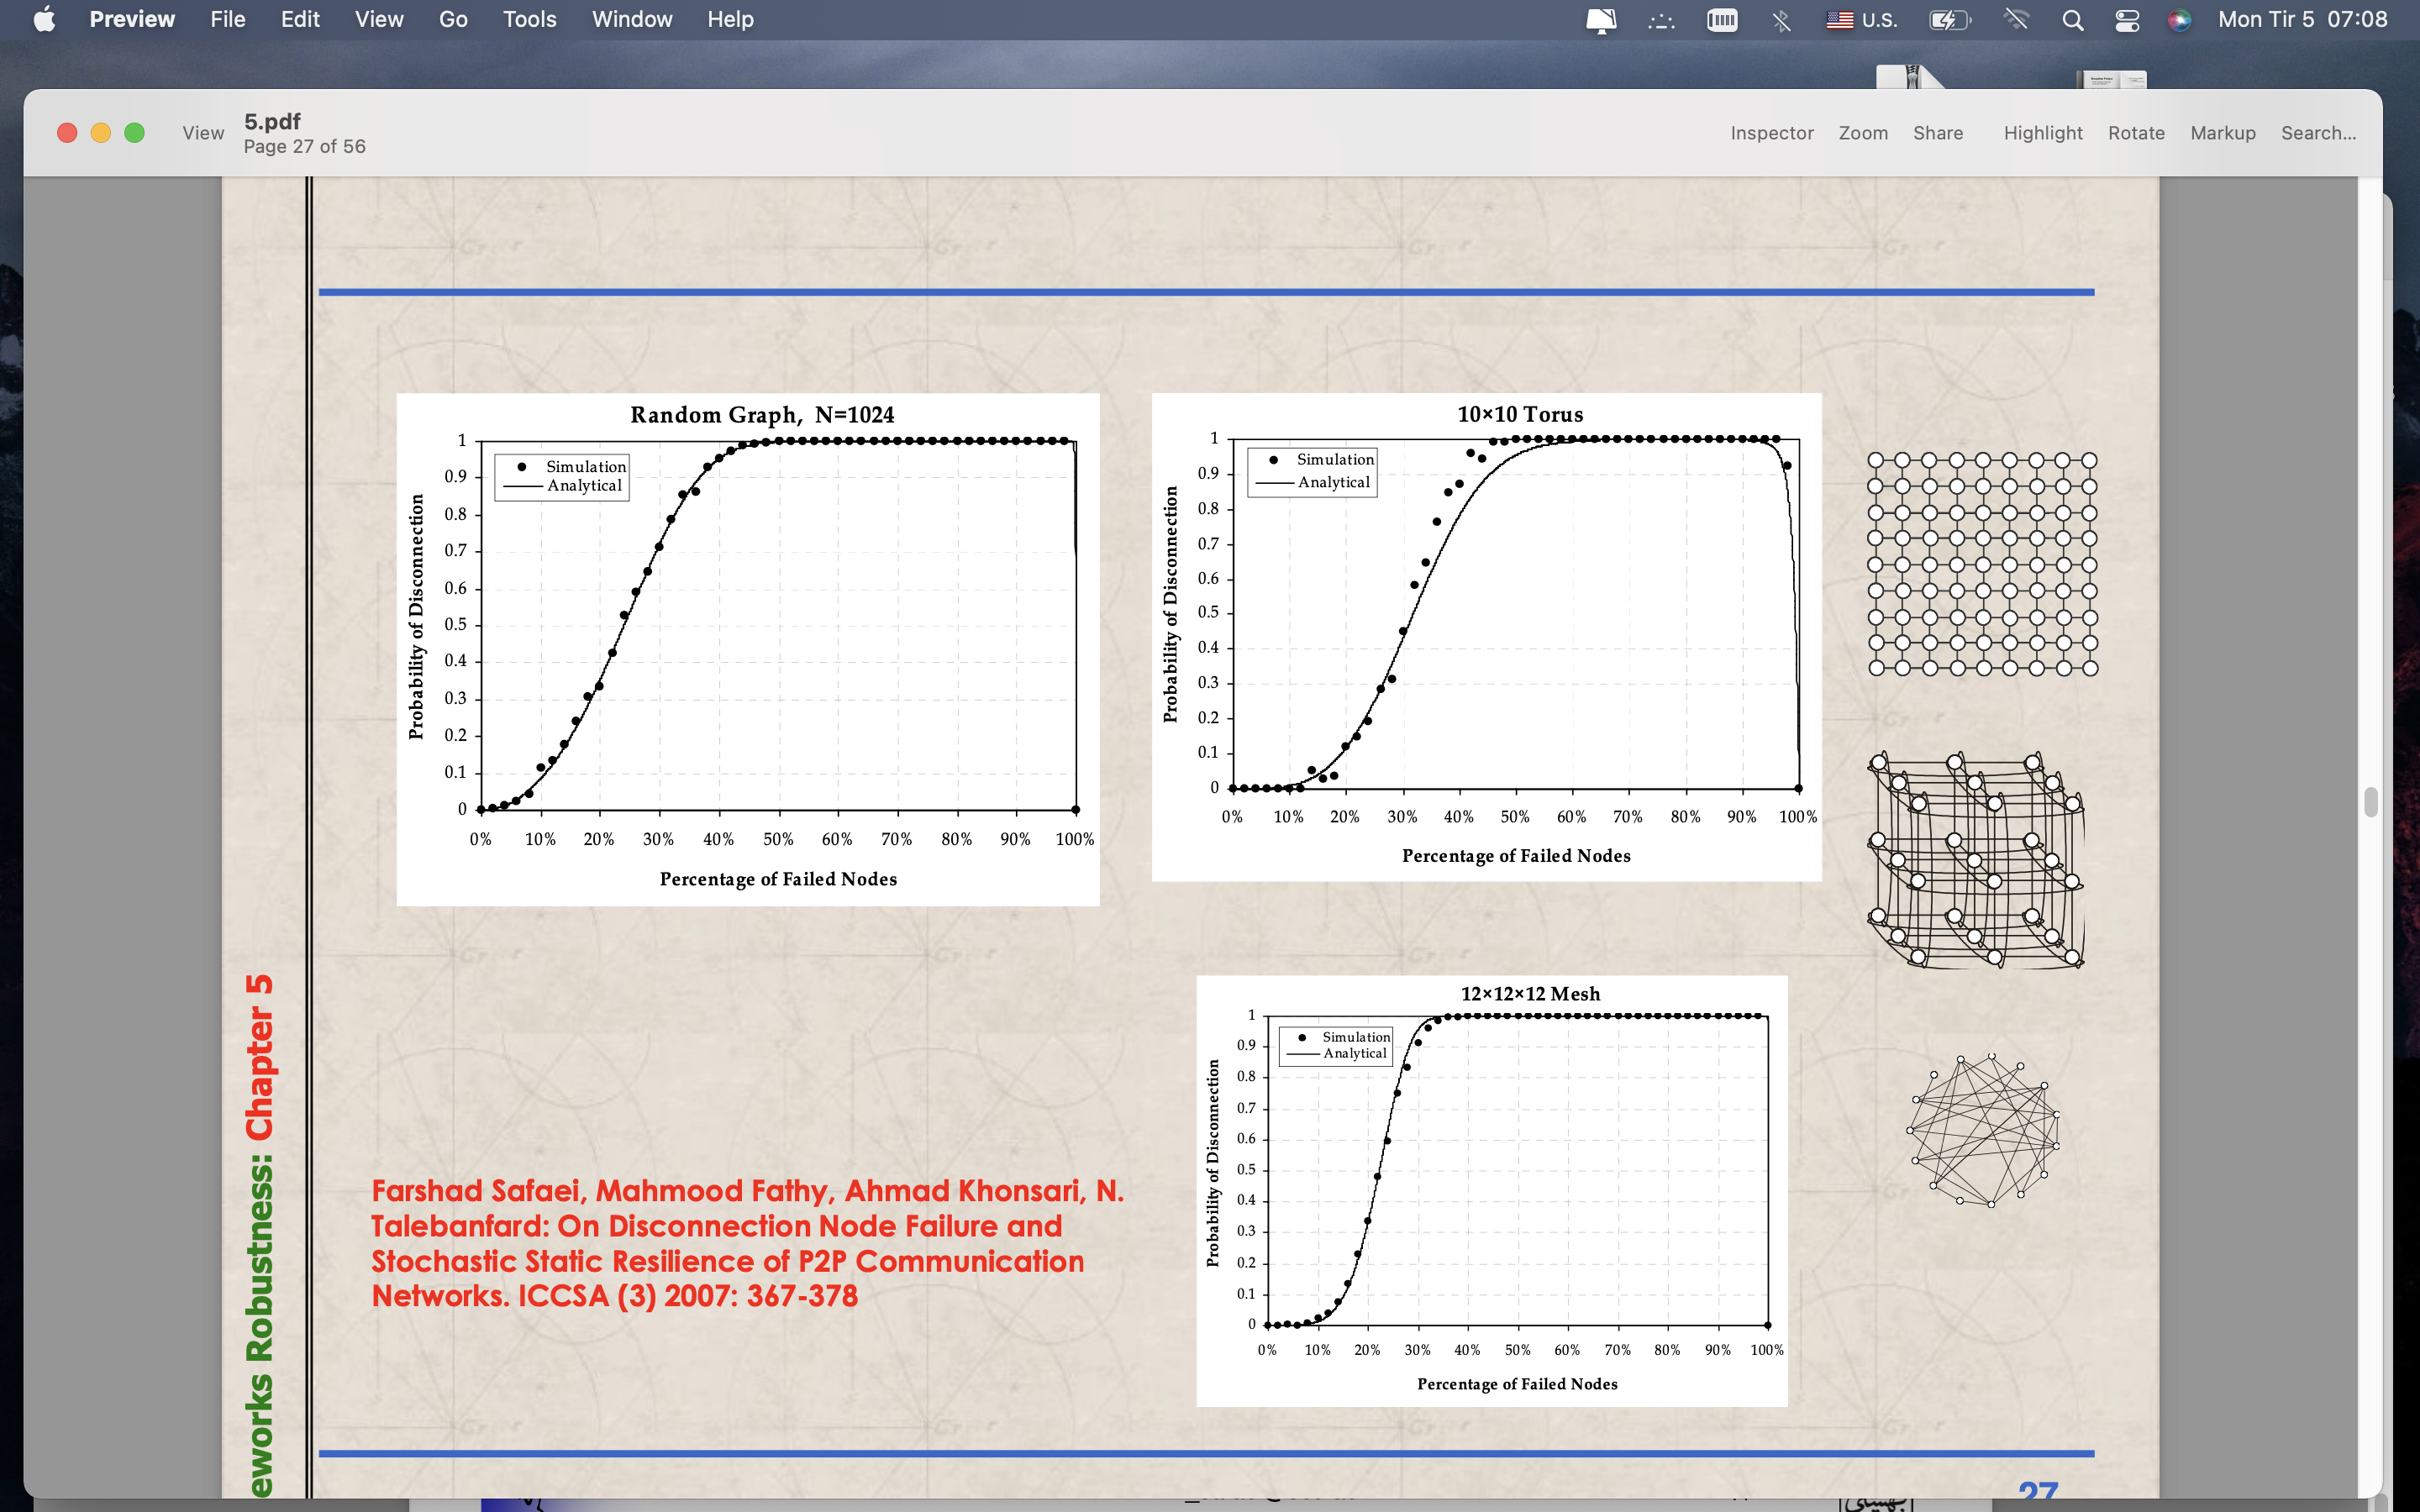 Preview File Edit View Go Tools Window Help U.S. Mon Tir 5 07:08
View 5.pdf Inspector Zoom Share Highlight Rotate Markup Search...
Page 27 of 56
eworks Robustness: Chapter 5
Random Graph, N=1024
Probability of Disconnection
1
0.9
0.8
0.7
0.6
0.5
0.4
0.3
0.2
0.1
0
Simulation
Analytical
0% 10% 20% 30% 40% 50% 60% 70% 80% 90% 100%
Percentage of Failed Nodes
10×10 Torus
Probability of Disconnection
1
0.9
0.8
0.7
0.6
0.5
0.4
0.3
0.2
0.1
0
Simulation
Analytical
0% 10% 20% 30% 40% 50% 60% 70% 80% 90% 100%
Percentage of Failed Nodes
12×12×12 Mesh
Probability of Disconnection
1
0.9
0.8
0.7
0.6
0.5
0.4
0.3
0.2
0.1
0
Simulation
Analytical
0% 10% 20% 30% 40% 50% 60% 70% 80% 90% 100%
Percentage of Failed Nodes
Farshad Safaei, Mahmood Fathy, Ahmad Khonsari, N.
Talebanfard: On Disconnection Node Failure and
Stochastic Static Resilience of P2P Communication
Networks. ICCSA (3) 2007: 367-378
27